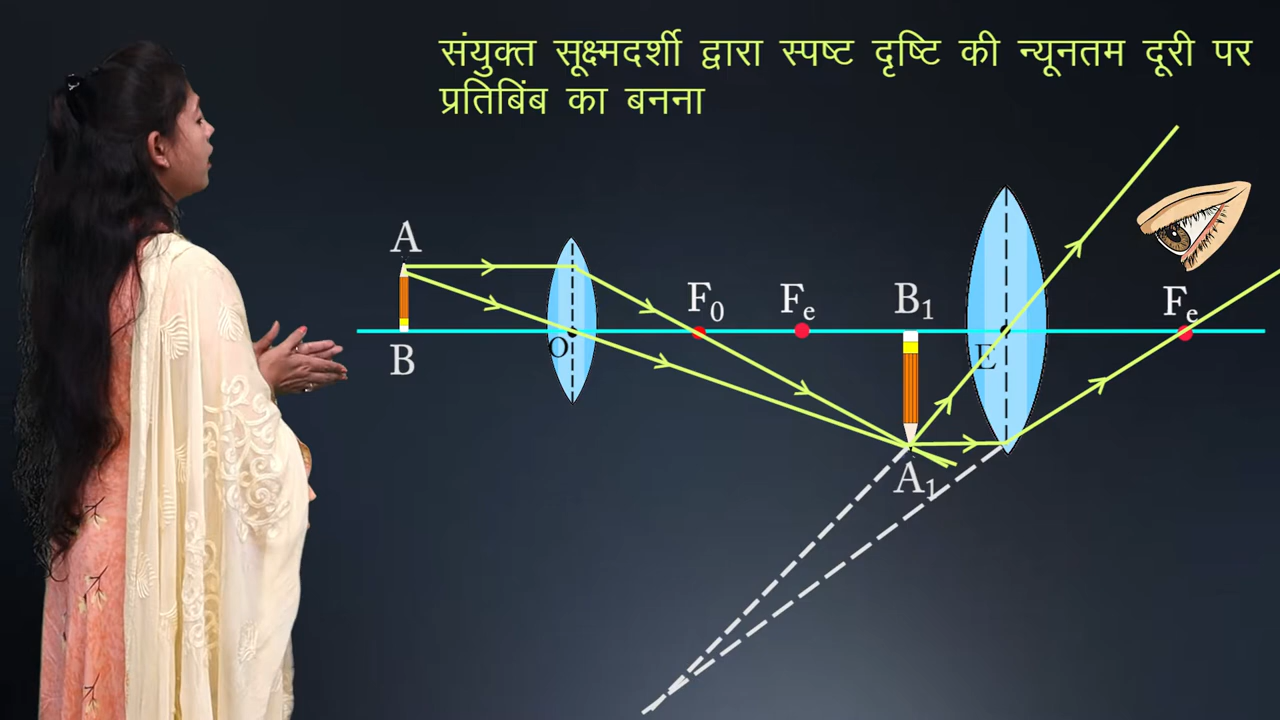 संयुक्त सूक्ष्मदर्शी द्वारा स्पष्ट दृष्टि की न्यूनतम दूरी पर
प्रतिबिंब का बनना
A
F₀ Fₑ B₁ Fₑ
O E
B
A₁